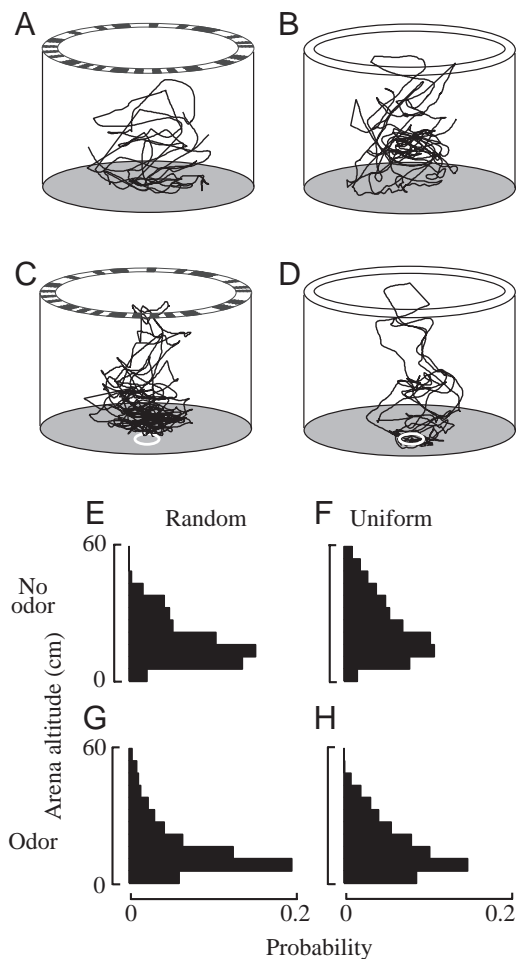 A
B
C
D
E Random F Uniform
60
No
odor
0
G H
60
Odor
0
Arena altitude (cm)
0 0.2 0 0.2
Probability